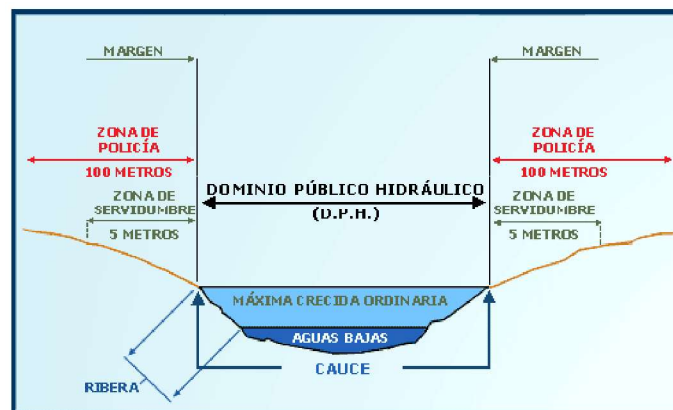 MARGEN
MARGEN
ZONA DE
POLICÍA
100 METROS
ZONA DE
POLICÍA
100 METROS
ZONA DE
SERVIDUMBRE
5 METROS
DOMINIO PÚBLICO HIDRÁULICO
(D.P.H.)
ZONA DE
SERVIDUMBRE
5 METROS
MÁXIMA CRECIDA ORDINARIA
AGUAS BAJAS
CAUCE
RIBERA